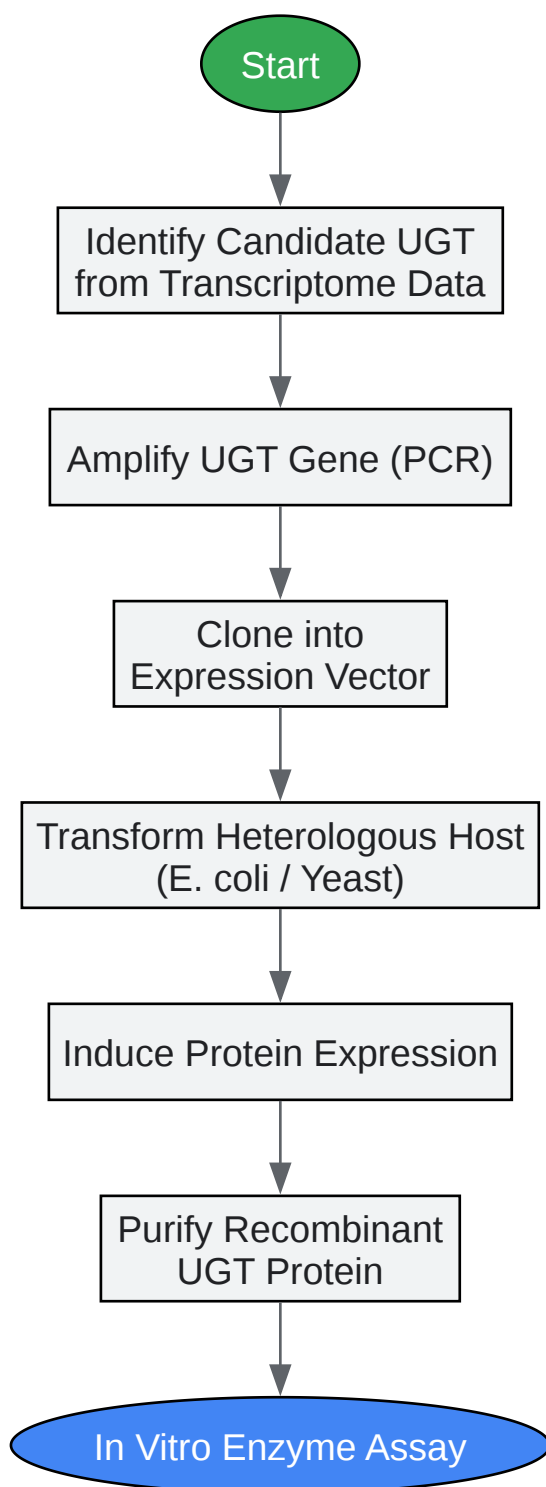 Start
Identify Candidate UGT
from Transcriptome Data
Amplify UGT Gene (PCR)
Clone into
Expression Vector
Transform Heterologous Host
(E. coli / Yeast)
Induce Protein Expression
Purify Recombinant
UGT Protein
In Vitro Enzyme Assay